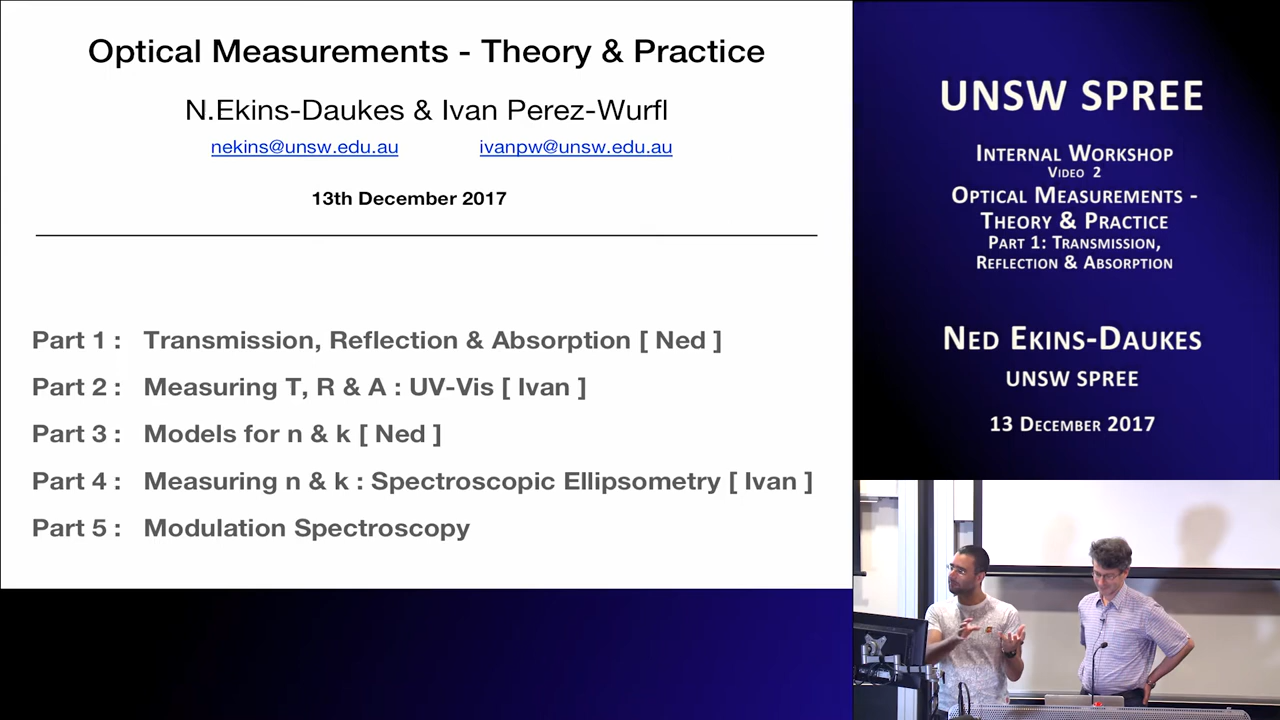 Optical Measurements - Theory & Practice
N.Ekins-Daukes & Ivan Perez-Wurfl
nekins@unsw.edu.au ivanpw@unsw.edu.au
13th December 2017
Part 1 : Transmission, Reflection & Absorption [ Ned ]
Part 2 : Measuring T, R & A : UV-Vis [ Ivan ]
Part 3 : Models for n & k [ Ned ]
Part 4 : Measuring n & k : Spectroscopic Ellipsometry [ Ivan ]
Part 5 : Modulation Spectroscopy
UNSW SPREE
INTERNAL WORKSHOP
VIDEO 2
OPTICAL MEASUREMENTS -
THEORY & PRACTICE
PART 1: TRANSMISSION,
REFLECTION & ABSORPTION
NED EKINS-DAUKES
UNSW SPREE
13 DECEMBER 2017